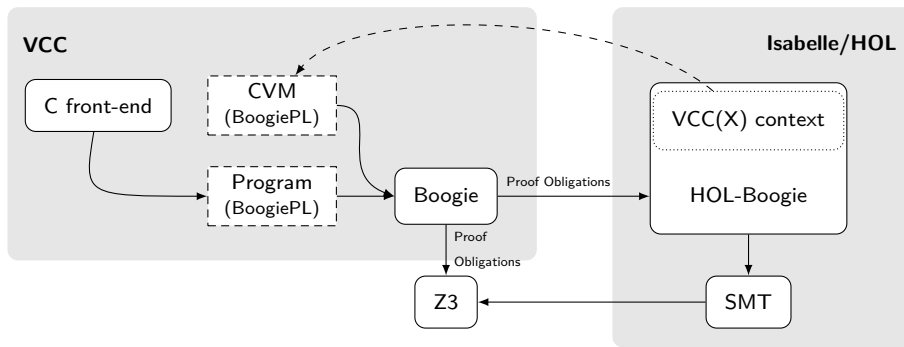 VCC
Isabelle/HOL
C front-end
CVM
(BoogiePL)
VCC(X) context
Program
(BoogiePL)
Boogie
Proof Obligations
HOL-Boogie
Proof
Obligations
Z3
SMT